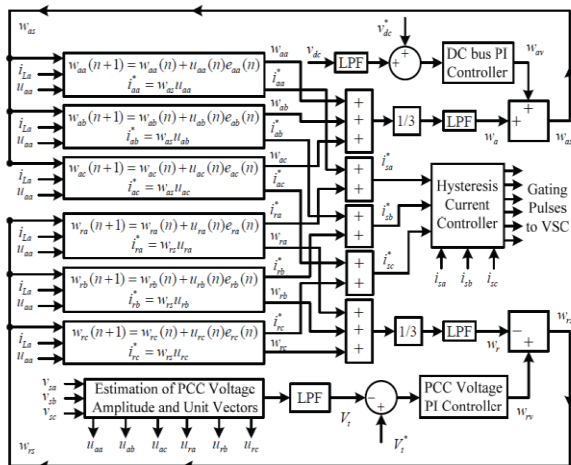 w_as
v*_dc
v_dc
LPF
+
+
DC bus PI
Controller
w_av
i_La
u_aa
w_aa(n+1) = w_aa(n) + u_aa(n)e_aa(n)
i*_aa = w_as u_aa
w_aa
i*_aa
+
+
+
1/3
LPF
w_a
+
+
w_as
i_La
u_aa
w_ab(n+1) = w_ab(n) + u_ab(n)e_ab(n)
i*_ab = w_as u_ab
w_ab
i*_ab
i_La
u_aa
w_ac(n+1) = w_ac(n) + u_ac(n)e_ac(n)
i*_ac = w_as u_ac
w_ac
i*_ac
+
+
i*_sa
i_La
u_aa
w_ra(n+1) = w_ra(n) + u_ra(n)e_ra(n)
i*_ra = w_rs u_ra
i*_ra
w_ra
+
+
i*_sb
Hysteresis
Current
Controller
Gating
Pulses
to VSC
i_La
u_aa
w_rb(n+1) = w_rb(n) + u_rb(n)e_rb(n)
i*_rb = w_rs u_rb
i*_rb
w_rb
+
+
i*_sc
i_sa
i_sb
i_sc
i_La
u_aa
w_rc(n+1) = w_rc(n) + u_rc(n)e_rc(n)
i*_rc = w_rs u_rc
i*_rc
w_rc
+
+
+
1/3
LPF
w_r
−
+
v_sa
v_sb
v_sc
Estimation of PCC Voltage
Amplitude and Unit Vectors
LPF
V_t
−
+
V*_t
PCC Voltage
PI Controller
w_rv
u_aa
u_ab
u_ac
u_ra
u_rb
u_rc
w_rs